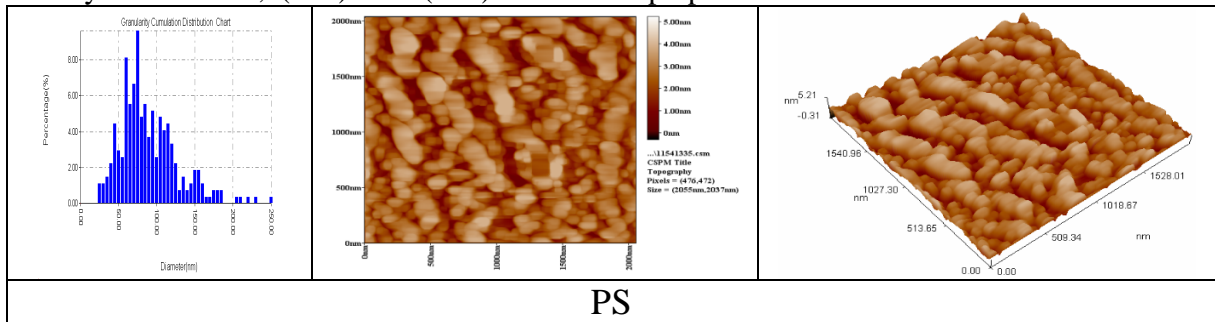 Granularity Cumulation Distribution Chart
Percentage(%)
8.00
6.00
4.00
2.00
0.00
0.00
50.00
100.00
150.00
200.00
250.00
Diameter(nm)
2000nm
1500nm
1000nm
500nm
0nm
0nm
500nm
1000nm
1500nm
2000nm
5.00nm
4.00nm
3.00nm
2.00nm
1.00nm
0nm
...\11541335.csm
CSPM Title
Topography
Pixels = (476,472)
Size = (2055nm,2037nm)
nm
5.21
-0.31
1540.96
1027.30
nm
513.65
0.00
0.00
509.34
1018.67
nm
1528.01
PS